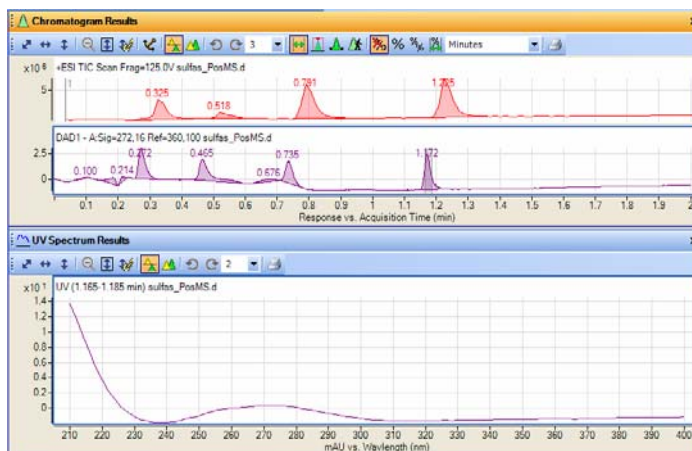 Chromatogram Results
3
Minutes
x10 6
+ESI TIC Scan Frag=125.0V sulfas_PosMS.d
1
5
0.325
0.518
0.791
0
DAD1 - A:Sig=272,16 Ref=360,100 sulfas_PosMS.d
2.5
0
0.100
0.214
0.272
0.465
0.676
0.735
1.172
0.1 0.2 0.3 0.4 0.5 0.6 0.7 0.8 0.9 1 1.1 1.2 1.3 1.4 1.5 1.6 1.7 1.8 1.9 2
Response vs. Acquisition Time (min)
UV Spectrum Results
2
x10 1
UV (1.165-1.185 min) sulfas_PosMS.d
1.4
1.2
1
0.8
0.6
0.4
0.2
0
210 220 230 240 250 260 270 280 290 300 310 320 330 340 350 360 370 380 390 400
mAU vs. Wavlength (nm)